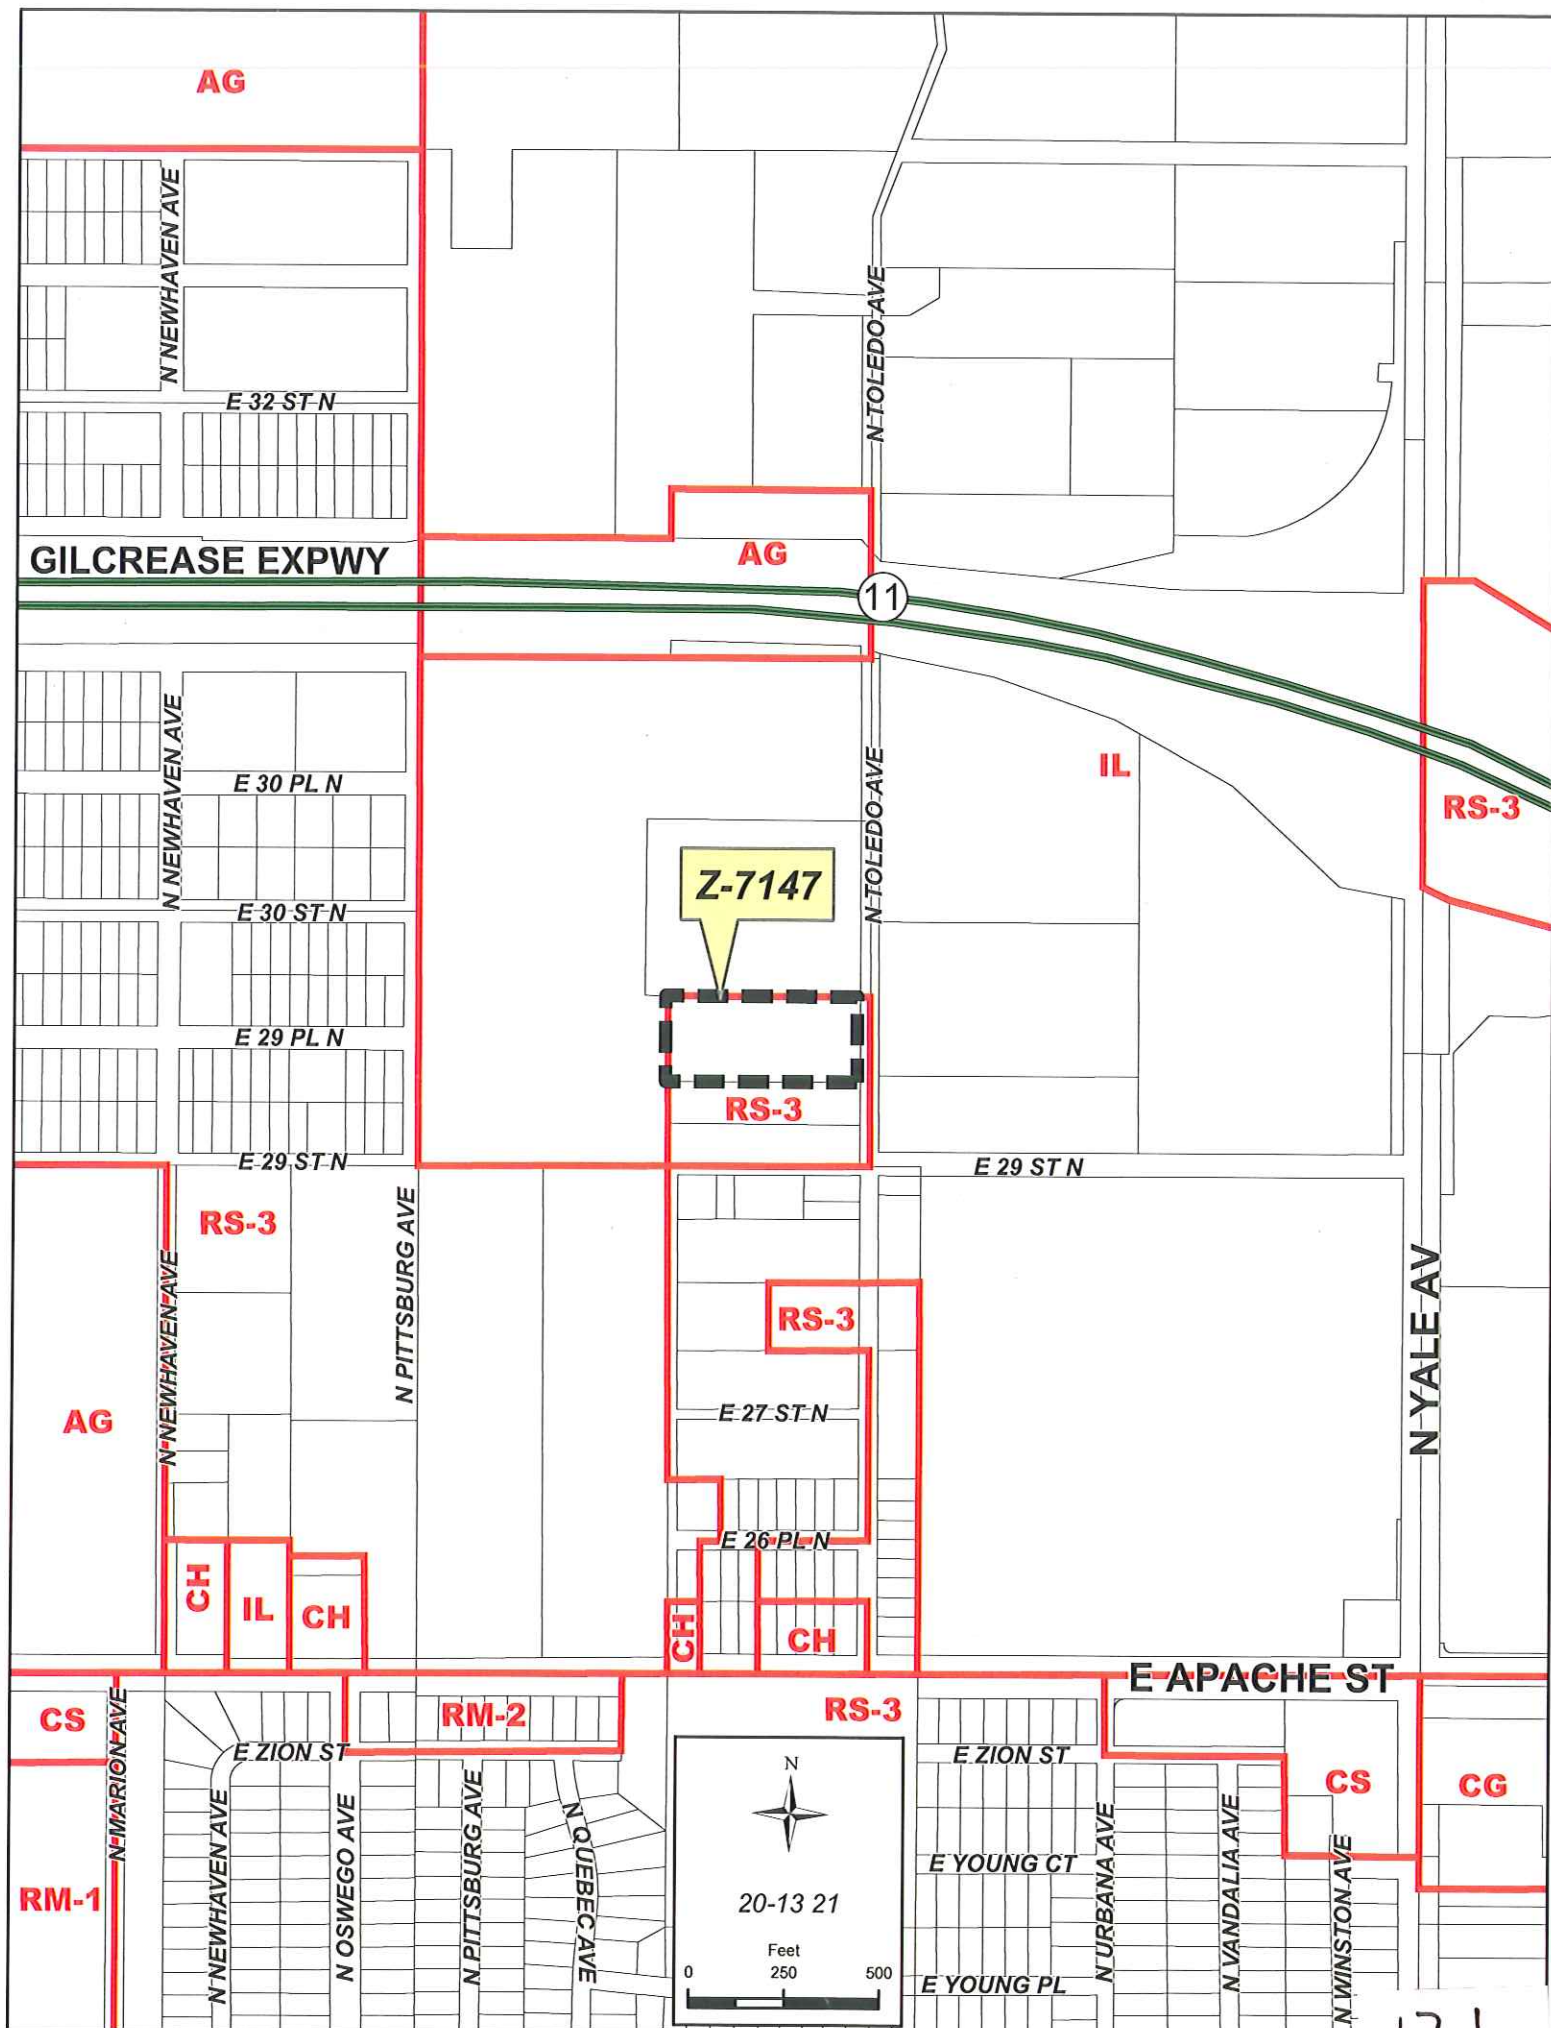 AG
N NEWHAVEN AVE
N TOLEDO AVE
E 32 ST N
GILCREASE EXPWY
AG
11
N NEWHAVEN AVE
N TOLEDO AVE
IL
E 30 PL N
RS-3
Z-7147
E 30 ST N
E 29 PL N
RS-3
E 29 ST N
E 29 ST N
RS-3
N PITTSBURG AVE
N NEWHAVEN AVE
RS-3
N YALE AV
AG
E 27 ST N
E 26 PL N
CH
IL
CH
CH
CH
E APACHE ST
CS
N MARION AVE
RM-2
RS-3
E ZION ST
E ZION ST
N
CS
CG
N NEWHAVEN AVE
N OSWEGO AVE
N PITTSBURG AVE
N QUEBEC AVE
E YOUNG CT
N URBANA AVE
N VANDALIA AVE
N WINSTON AVE
RM-1
20-13 21
Feet
0 250 500
E YOUNG PL